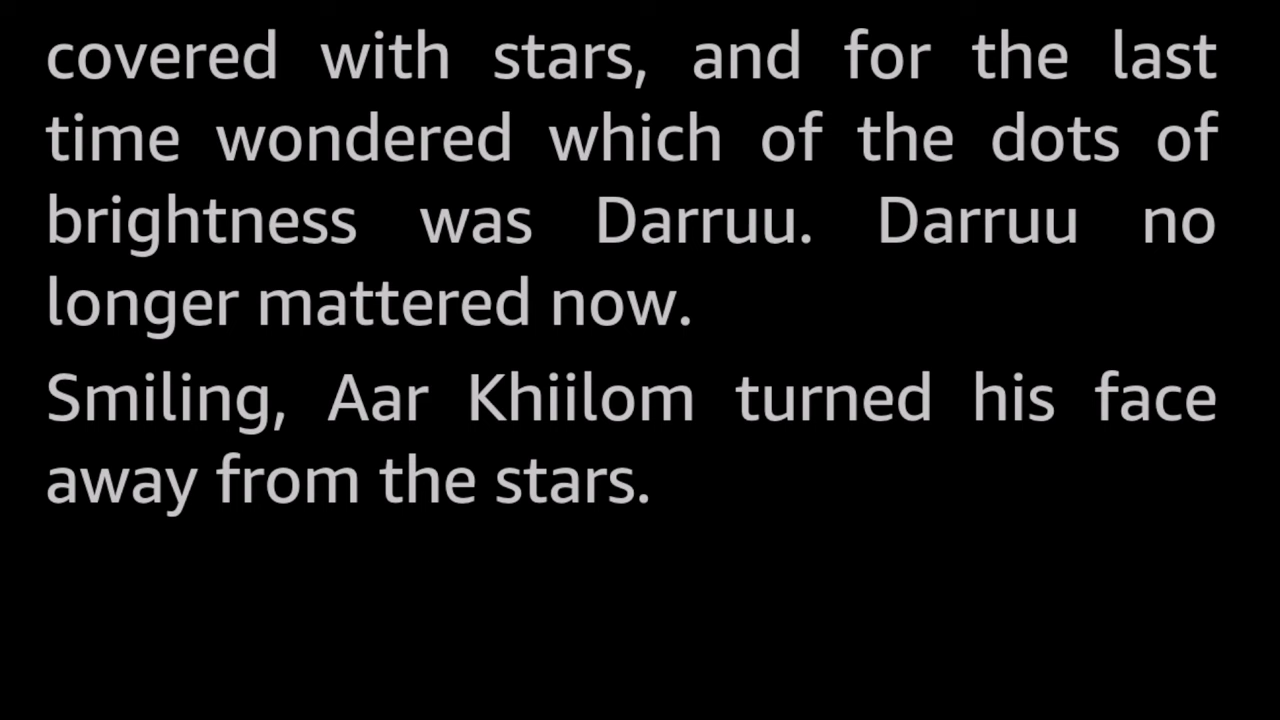 covered with stars, and for the last
time wondered which of the dots of
brightness was Darruu. Darruu no
longer mattered now.
Smiling, Aar Khiilom turned his face
away from the stars.